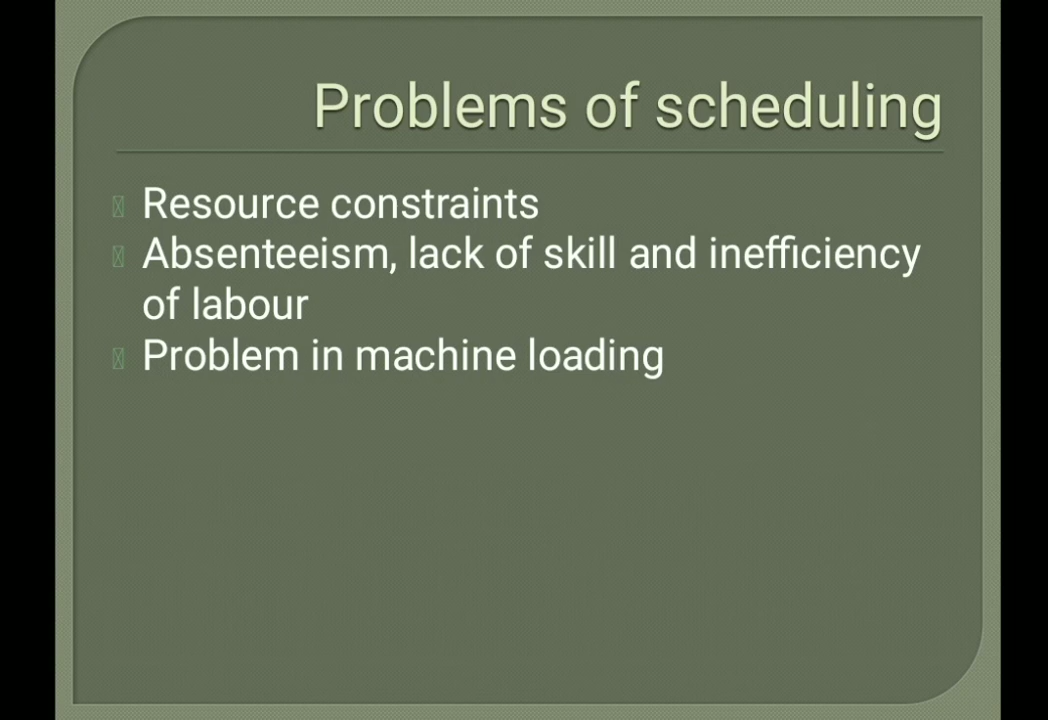 Problems of scheduling
Resource constraints
Absenteeism, lack of skill and inefficiency
of labour
Problem in machine loading